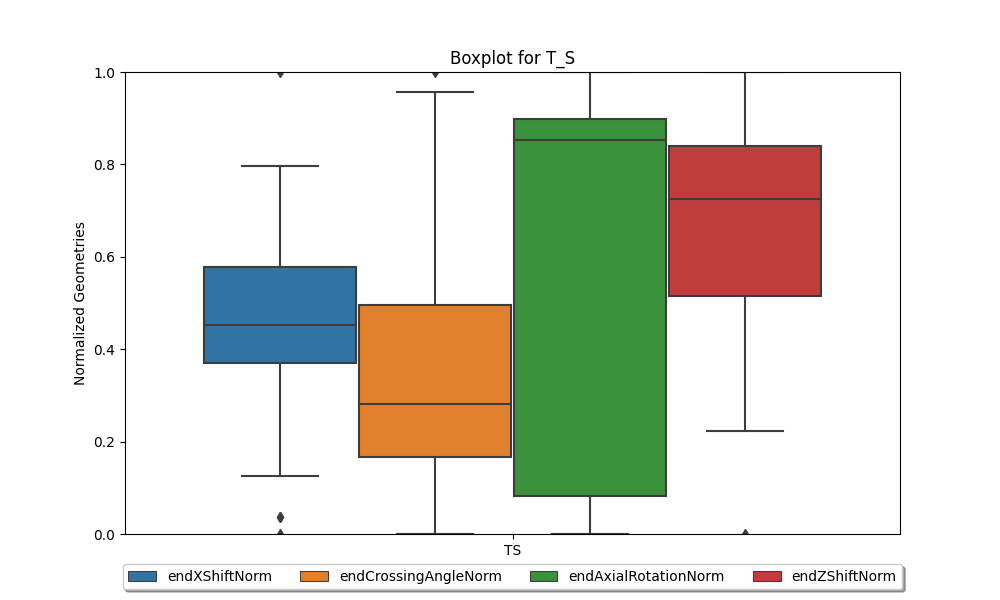 Boxplot for T_S
1.0
0.8
0.6
0.4
0.2
0.0
Normalized Geometries
TS
endXShiftNorm endCrossingAngleNorm endAxialRotationNorm endZShiftNorm